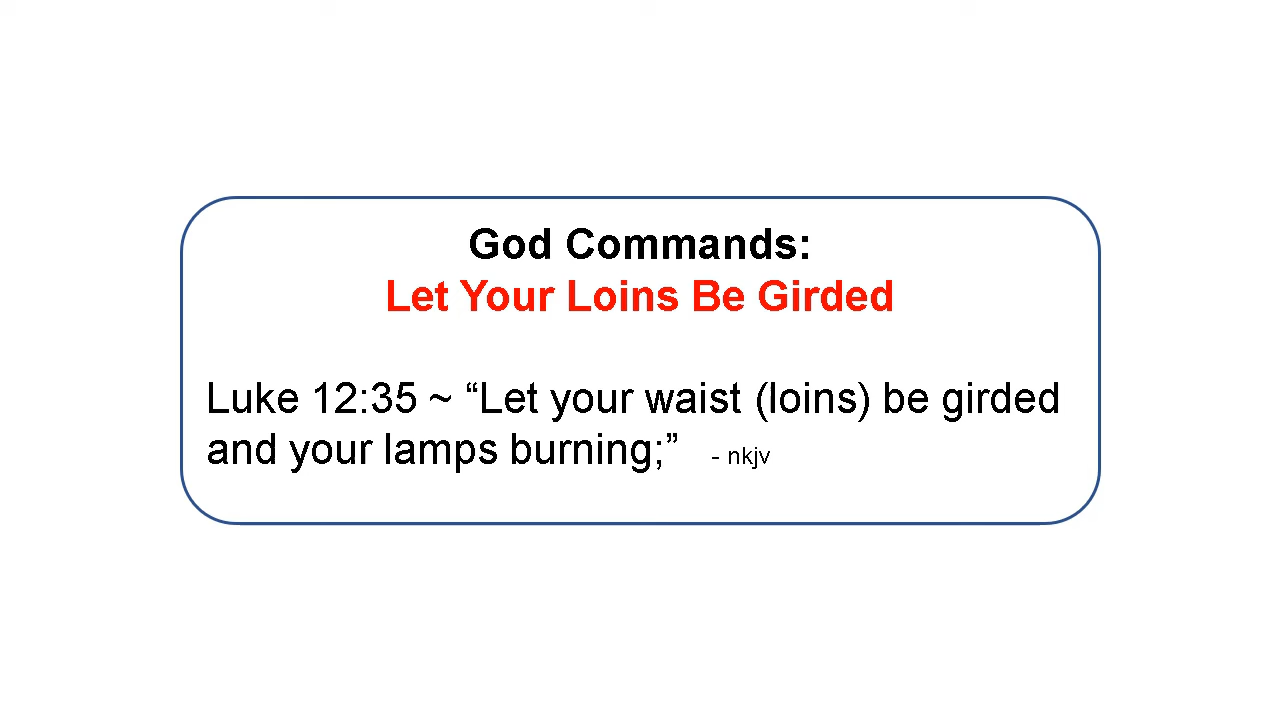 God Commands:
Let Your Loins Be Girded
Luke 12:35 ~ “Let your waist (loins) be girded
and your lamps burning;” - nkjv